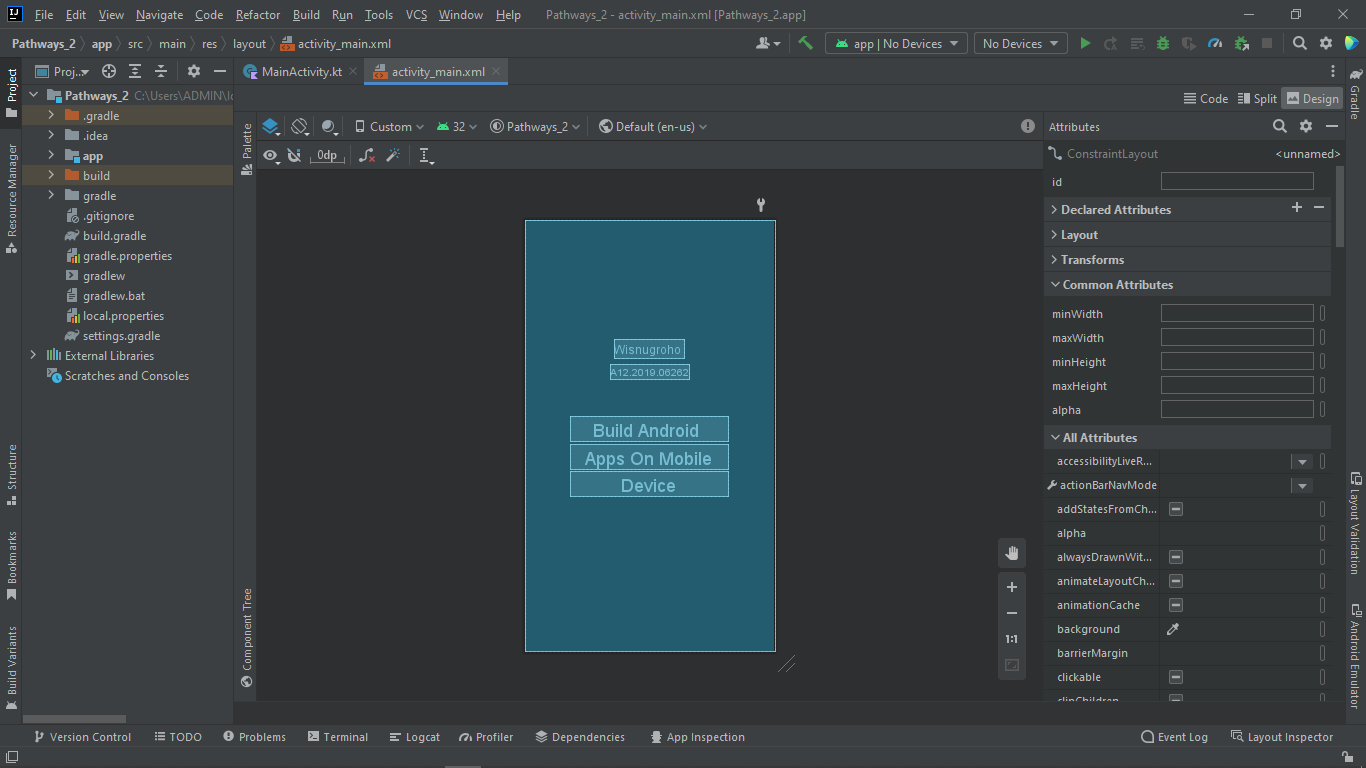 File Edit View Navigate Code Refactor Build Run Tools VCS Window Help Pathways_2 - activity_main.xml [Pathways_2.app]
Pathways_2 app src main res layout activity_main.xml app | No Devices No Devices
Project
Proj...
MainActivity.kt
activity_main.xml
Gradle
Pathways_2 C:\Users\ADMIN\Id
.gradle
.idea
app
build
gradle
.gitignore
build.gradle
gradle.properties
gradlew
gradlew.bat
local.properties
settings.gradle
External Libraries
Scratches and Consoles
Resource Manager
Structure
Bookmarks
Build Variants
Code Split Design
Palette
Component Tree
Custom 32 Pathways_2 Default (en-us)
0dp
Wisnugroho
A12.2019.06262
Build Android
Apps On Mobile
Device
1:1
Attributes
ConstraintLayout <unnamed>
id
Declared Attributes
Layout
Transforms
Common Attributes
minWidth
maxWidth
minHeight
maxHeight
alpha
All Attributes
accessibilityLiveR...
actionBarNavMode
addStatesFromCh...
alpha
alwaysDrawnWit...
animateLayoutCh...
animationCache
background
barrierMargin
clickable
clipChildren
Layout Validation
Android Emulator
Version Control TODO Problems Terminal Logcat Profiler Dependencies App Inspection Event Log Layout Inspector